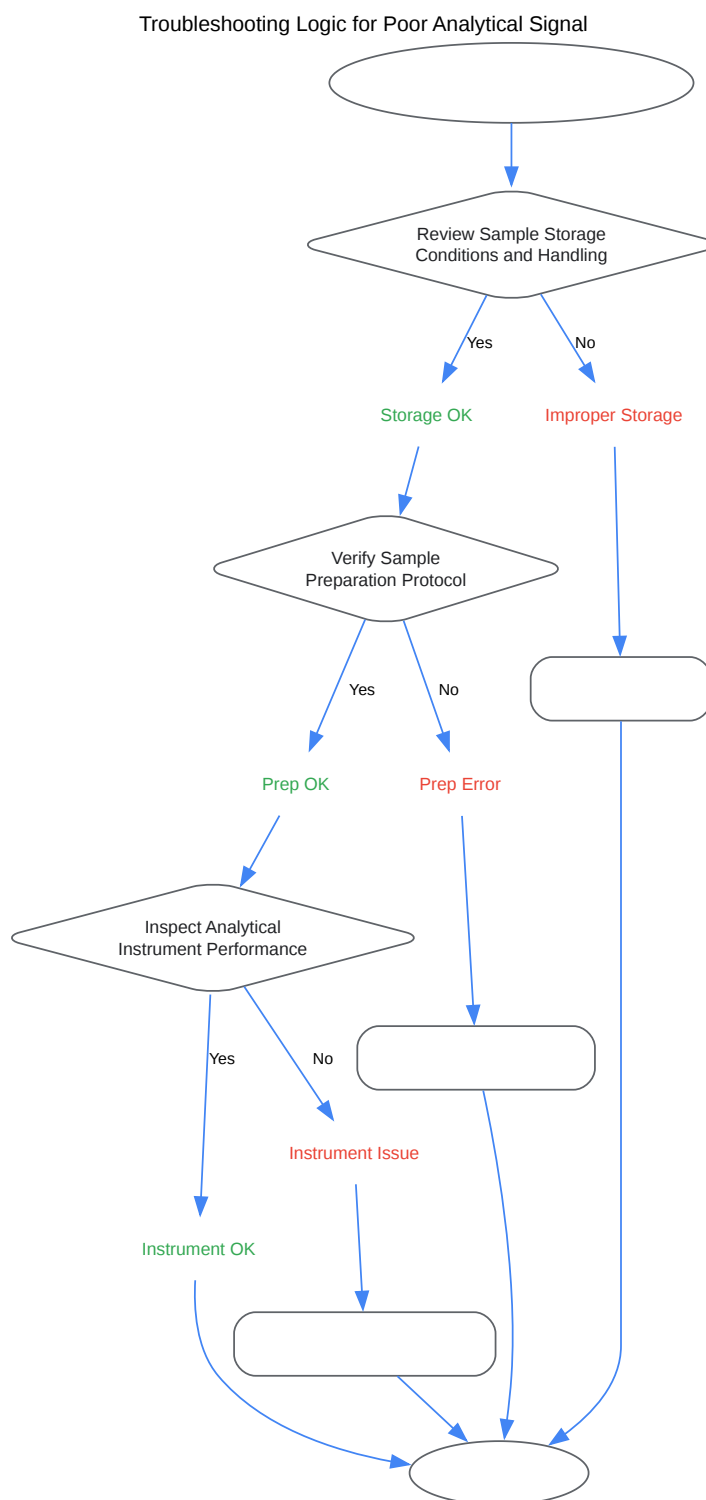 Troubleshooting Logic for Poor Analytical Signal
Review Sample Storage
Conditions and Handling
Yes
No
Storage OK
Improper Storage
Verify Sample
Preparation Protocol
Yes
No
Prep OK
Prep Error
Inspect Analytical
Instrument Performance
Yes
No
Instrument Issue
Instrument OK